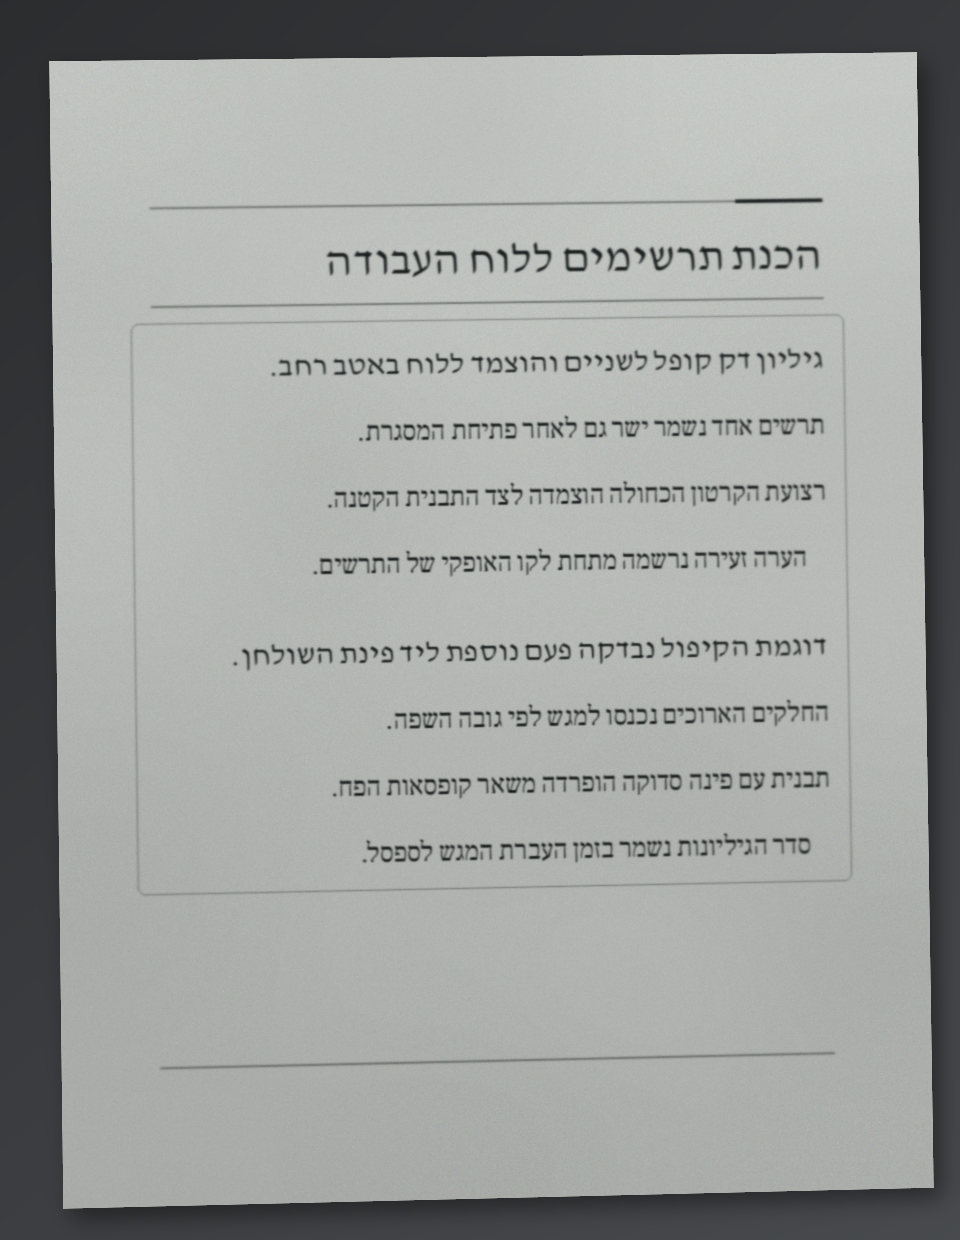 הכנת תרשימים ללוח העבודה
גיליון דק קופל לשניים והוצמד ללוח באטב רחב.
תרשים אחד נשמר ישר גם לאחר פתיחת המסגרת.
רצועת הקרטון הכחולה הוצמדה לצד התבנית הקטנה.
הערה זעירה נרשמה מתחת לקו האופקי של התרשים.
דוגמת הקיפול נבדקה פעם נוספת ליד פינת השולחן.
החלקים הארוכים נכנסו למגש לפי גובה השפה.
תבנית עם פינה סדוקה הופרדה משאר קופסאות הפח.
סדר הגיליונות נשמר בזמן העברת המגש לספסל.